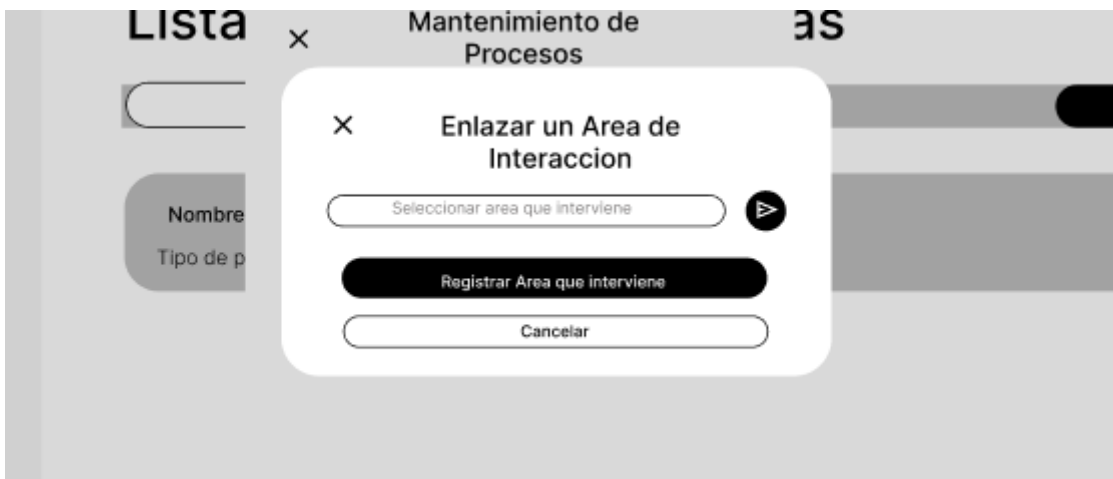 Lista
Mantenimiento de
Procesos
as
Enlazar un Area de
Interaccion
Seleccionar area que interviene
Nombre
Tipo de p
Registrar Area que interviene
Cancelar